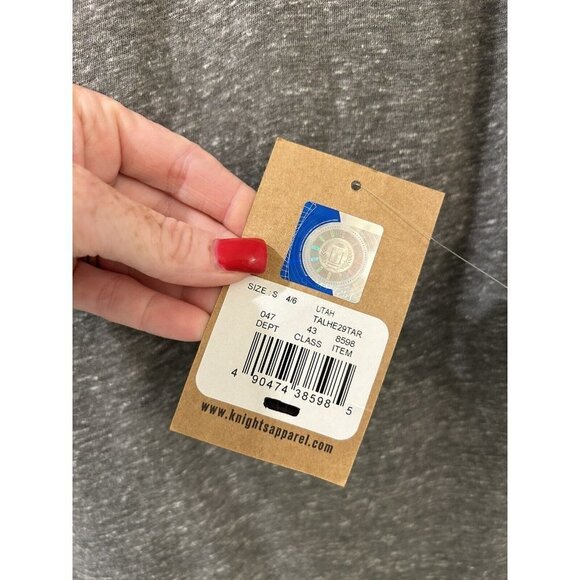 SIZE: S 4/6 UTAH
TALHE29TAR
047 43 8598
DEPT CLASS ITEM
4 90474 38598 5
www.knightsapparel.com